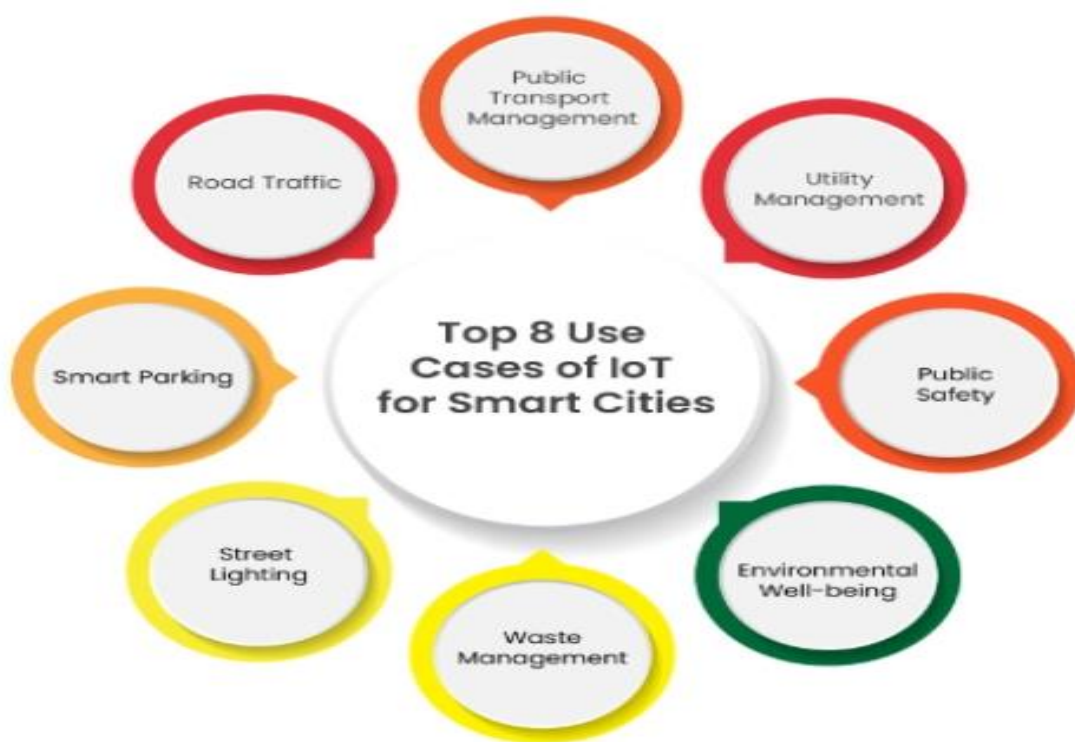 Public
Transport
Management
Road Traffic
Utility
Management
Top 8 Use
Cases of IoT
for Smart Cities
Smart Parking
Public
Safety
Street
Lighting
Environmental
Well-being
Waste
Management